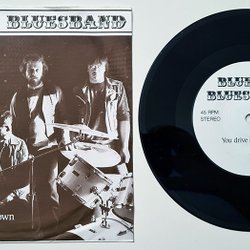 BLUESBAND
own
BLUE
BLUES
45 RPM
STEREO
You drive